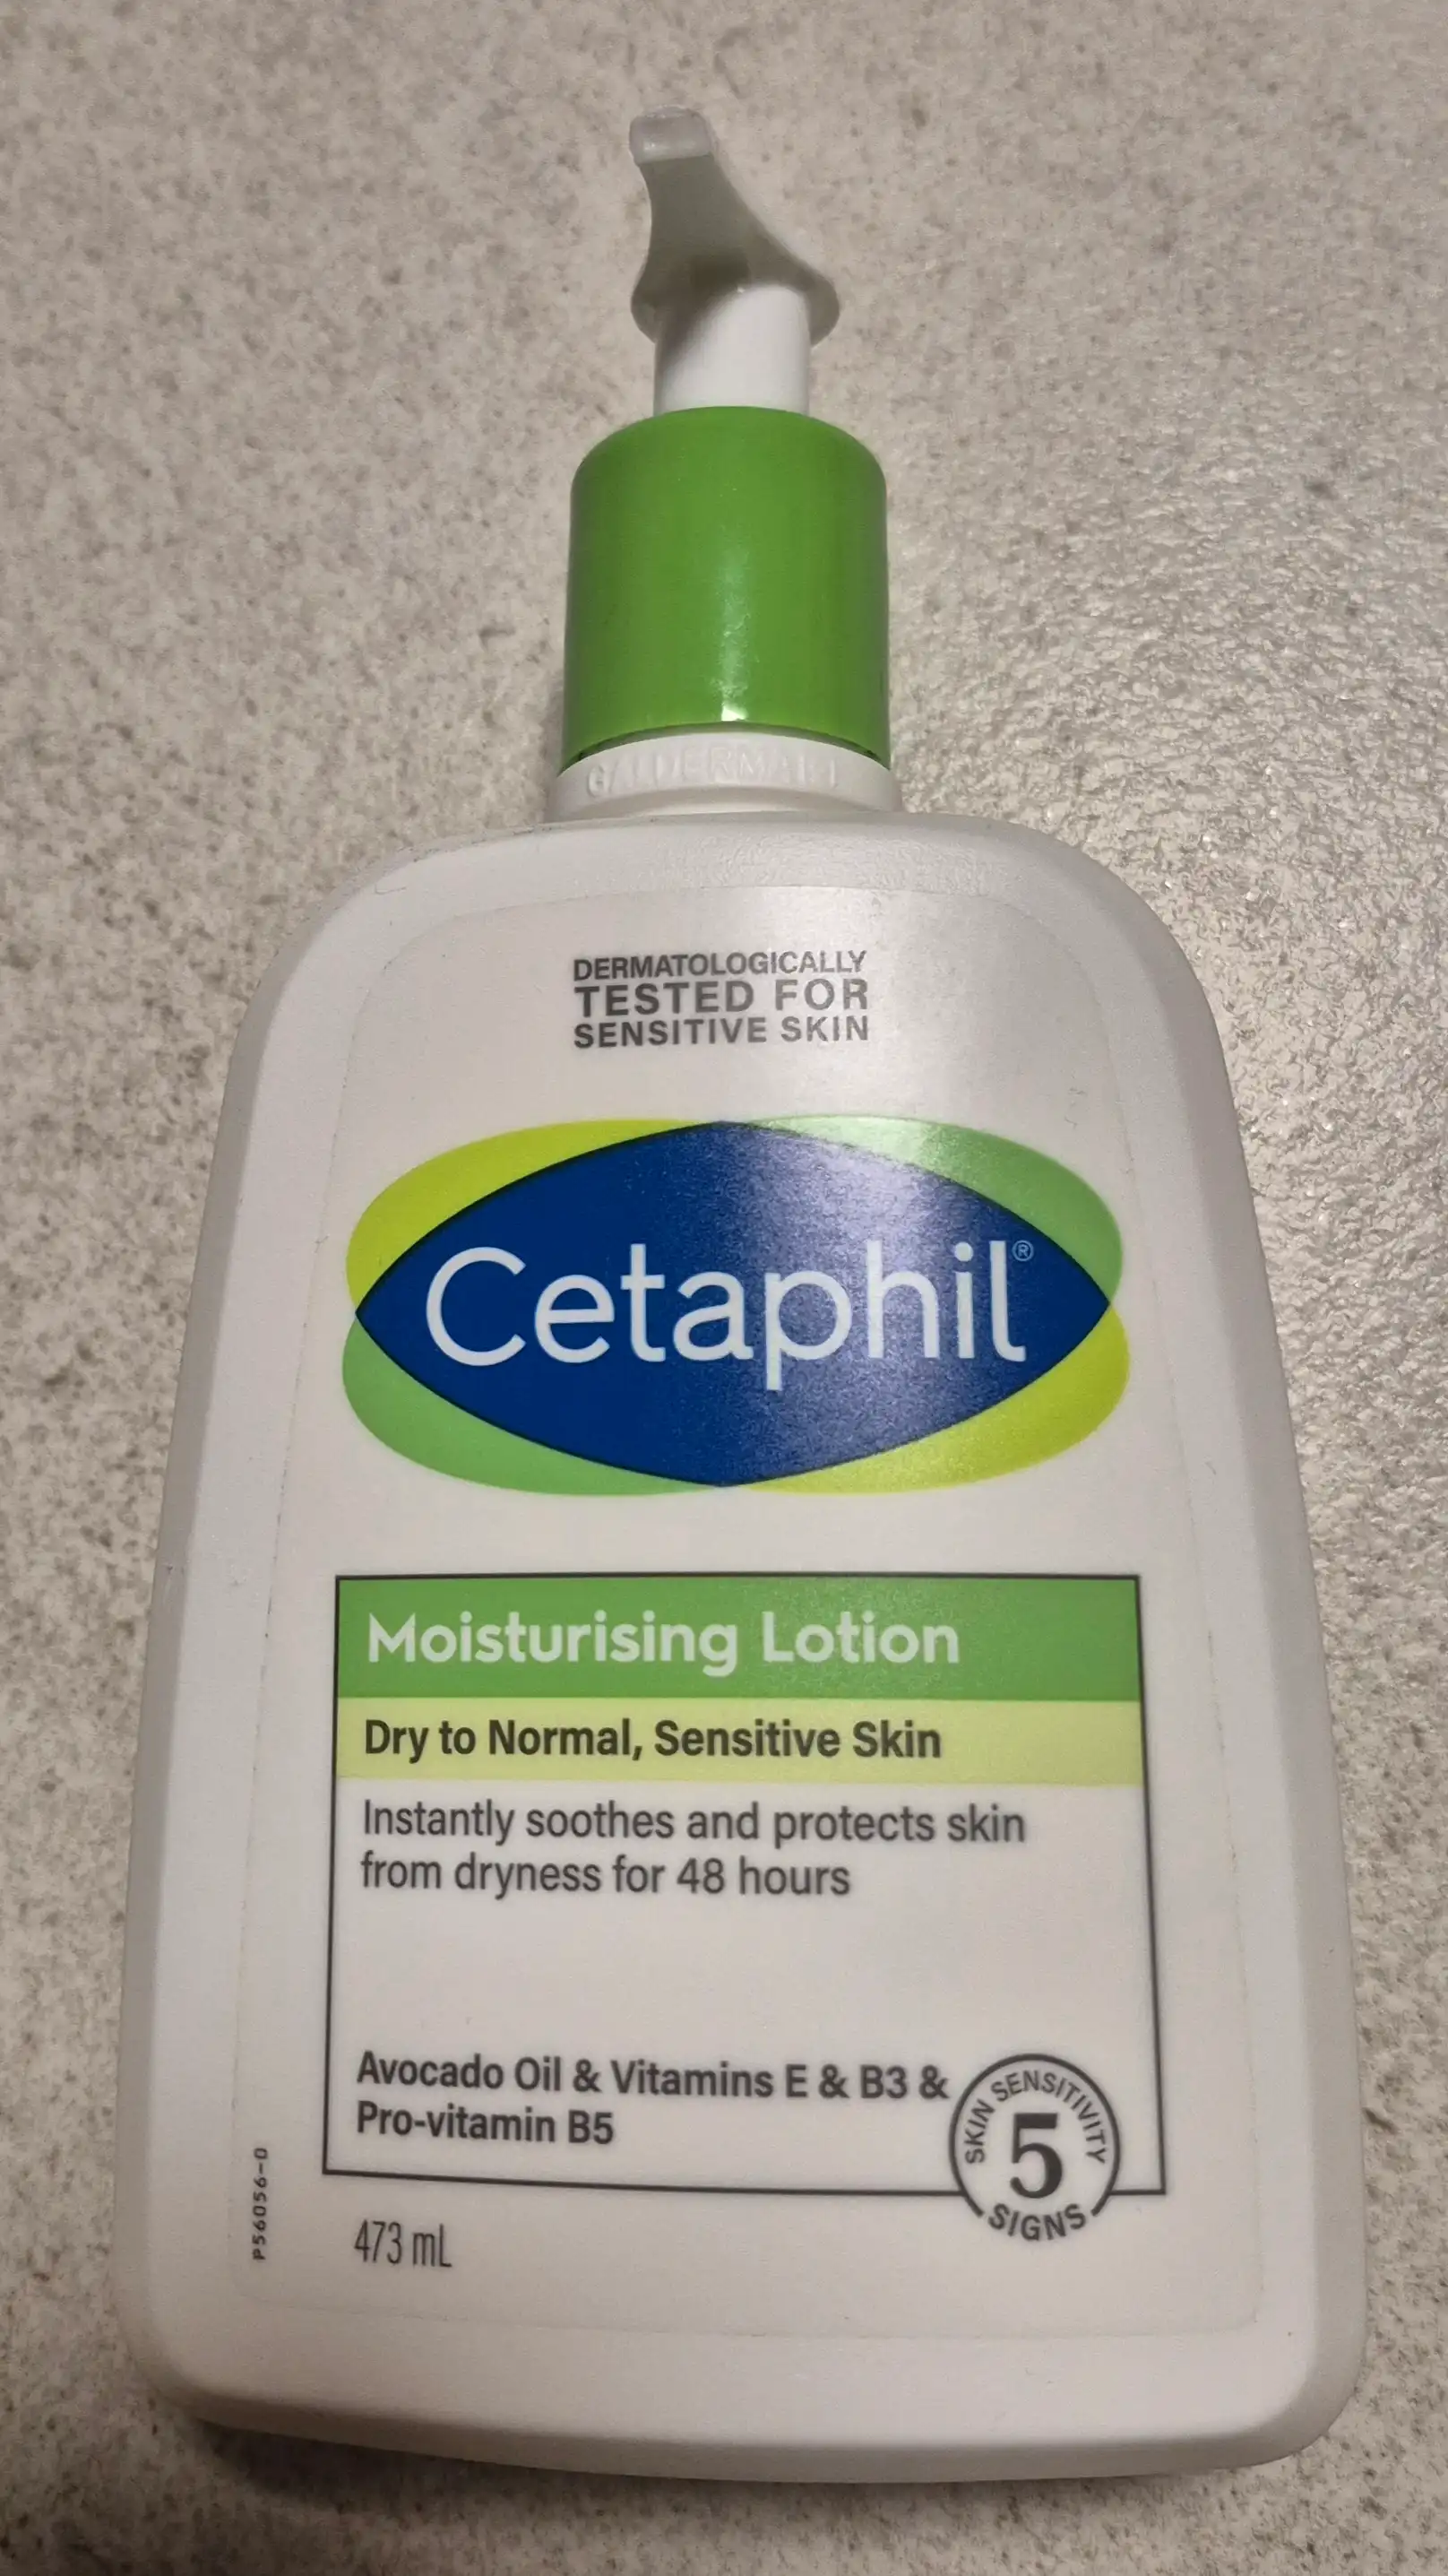 GALDERMA
DERMATOLOGICALLY
TESTED FOR
SENSITIVE SKIN
Cetaphil®
Moisturising Lotion
Dry to Normal, Sensitive Skin
Instantly soothes and protects skin
from dryness for 48 hours
Avocado Oil & Vitamins E & B3 &
Pro-vitamin B5
SKIN SENSITIVITY
5
SIGNS
473 mL
P56056-0